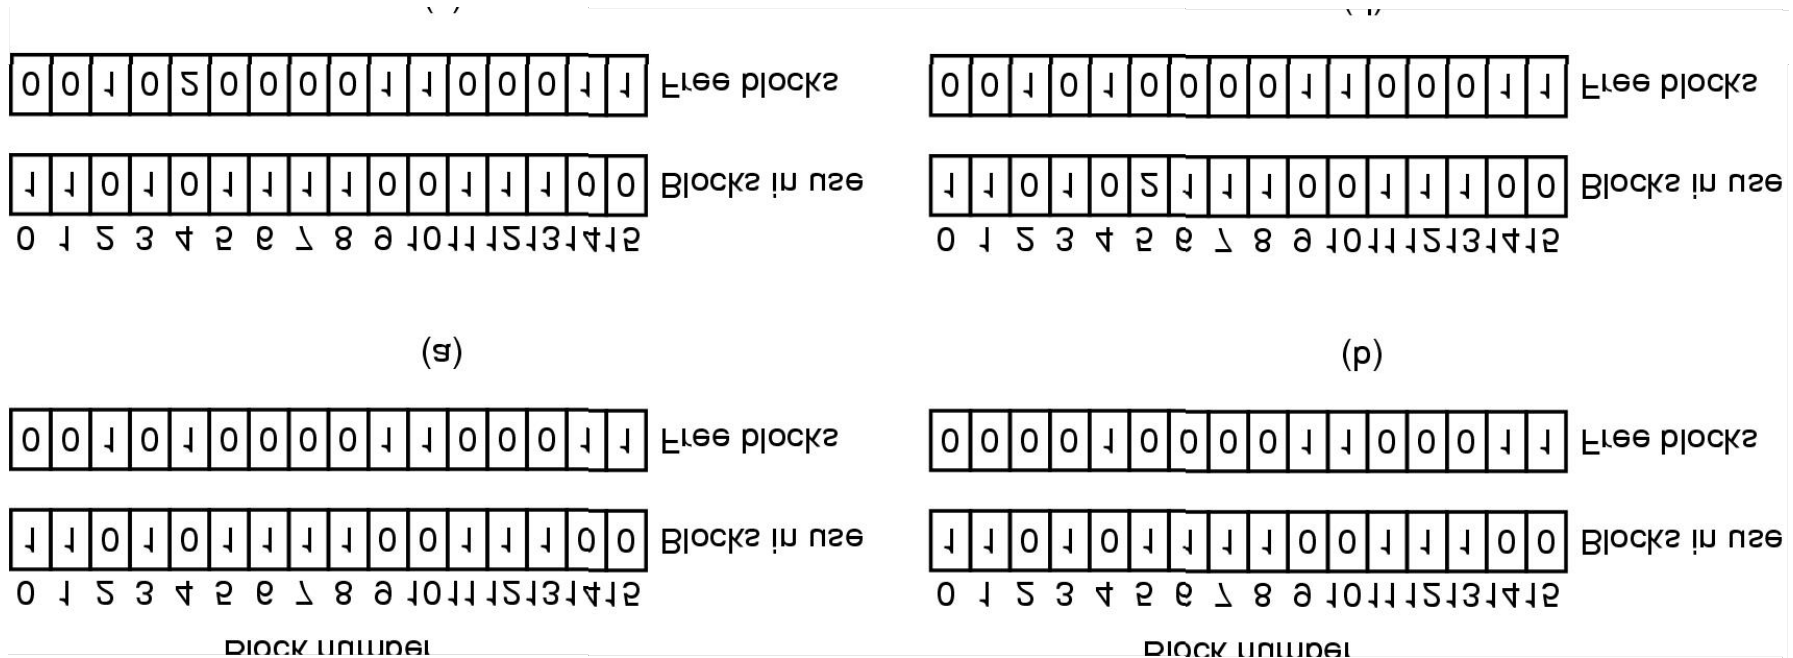 Block number
0 1 2 3 4 5 6 7 8 9 10 11 12 13 14 15
1 1 0 1 0 1 1 1 1 0 0 1 1 1 0 0 Blocks in use
0 0 1 0 1 0 0 0 0 1 1 0 0 0 1 1 Free blocks
(a)
Block number
0 1 2 3 4 5 6 7 8 9 10 11 12 13 14 15
1 1 0 1 0 1 1 1 1 0 0 1 1 1 0 0 Blocks in use
0 0 0 0 1 0 0 0 0 1 1 0 0 0 1 1 Free blocks
(b)
0 1 2 3 4 5 6 7 8 9 10 11 12 13 14 15
1 1 0 1 0 1 1 1 1 0 0 1 1 1 0 0 Blocks in use
0 0 1 0 2 0 0 0 0 1 1 0 0 0 1 1 Free blocks
0 1 2 3 4 5 6 7 8 9 10 11 12 13 14 15
1 1 0 1 0 2 1 1 1 0 0 1 1 1 0 0 Blocks in use
0 0 1 0 1 0 0 0 0 1 1 0 0 0 1 1 Free blocks